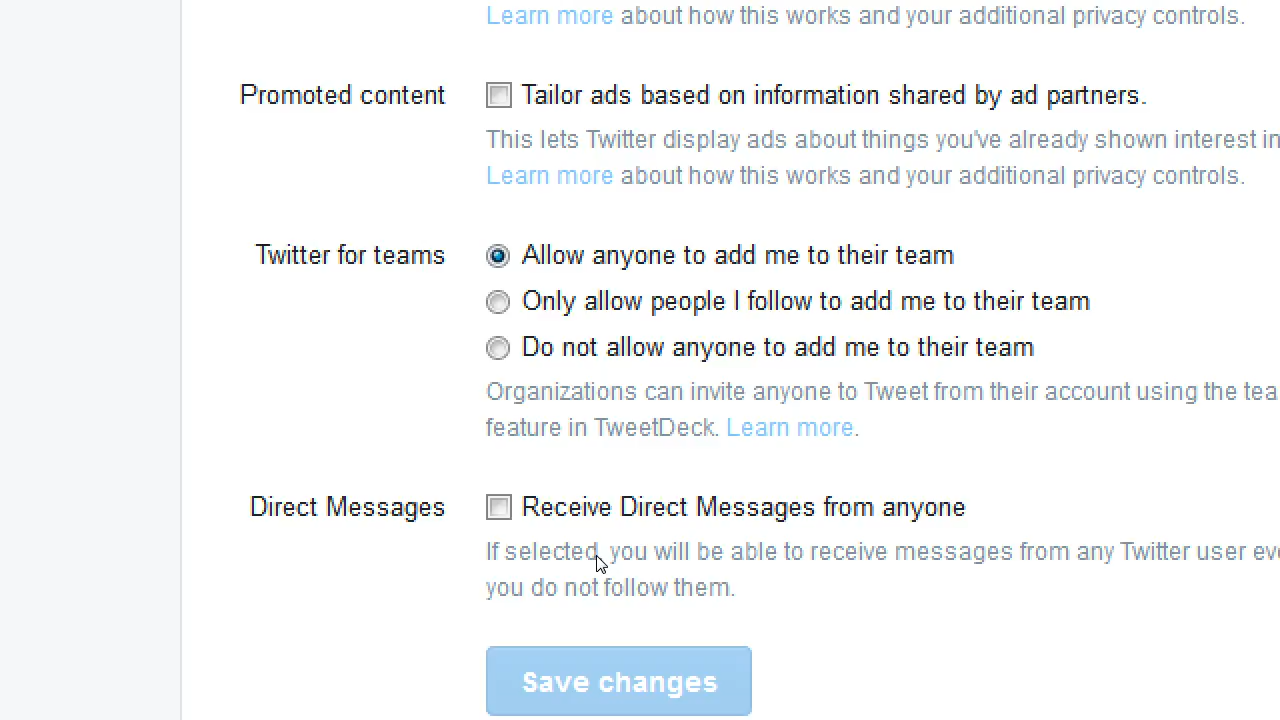 Learn more about how this works and your additional privacy controls.
Promoted content Tailor ads based on information shared by ad partners.
This lets Twitter display ads about things you've already shown interest in
Learn more about how this works and your additional privacy controls.
Twitter for teams Allow anyone to add me to their team
Only allow people I follow to add me to their team
Do not allow anyone to add me to their team
Organizations can invite anyone to Tweet from their account using the tea
feature in TweetDeck. Learn more.
Direct Messages Receive Direct Messages from anyone
If selected, you will be able to receive messages from any Twitter user eve
you do not follow them.
Save changes